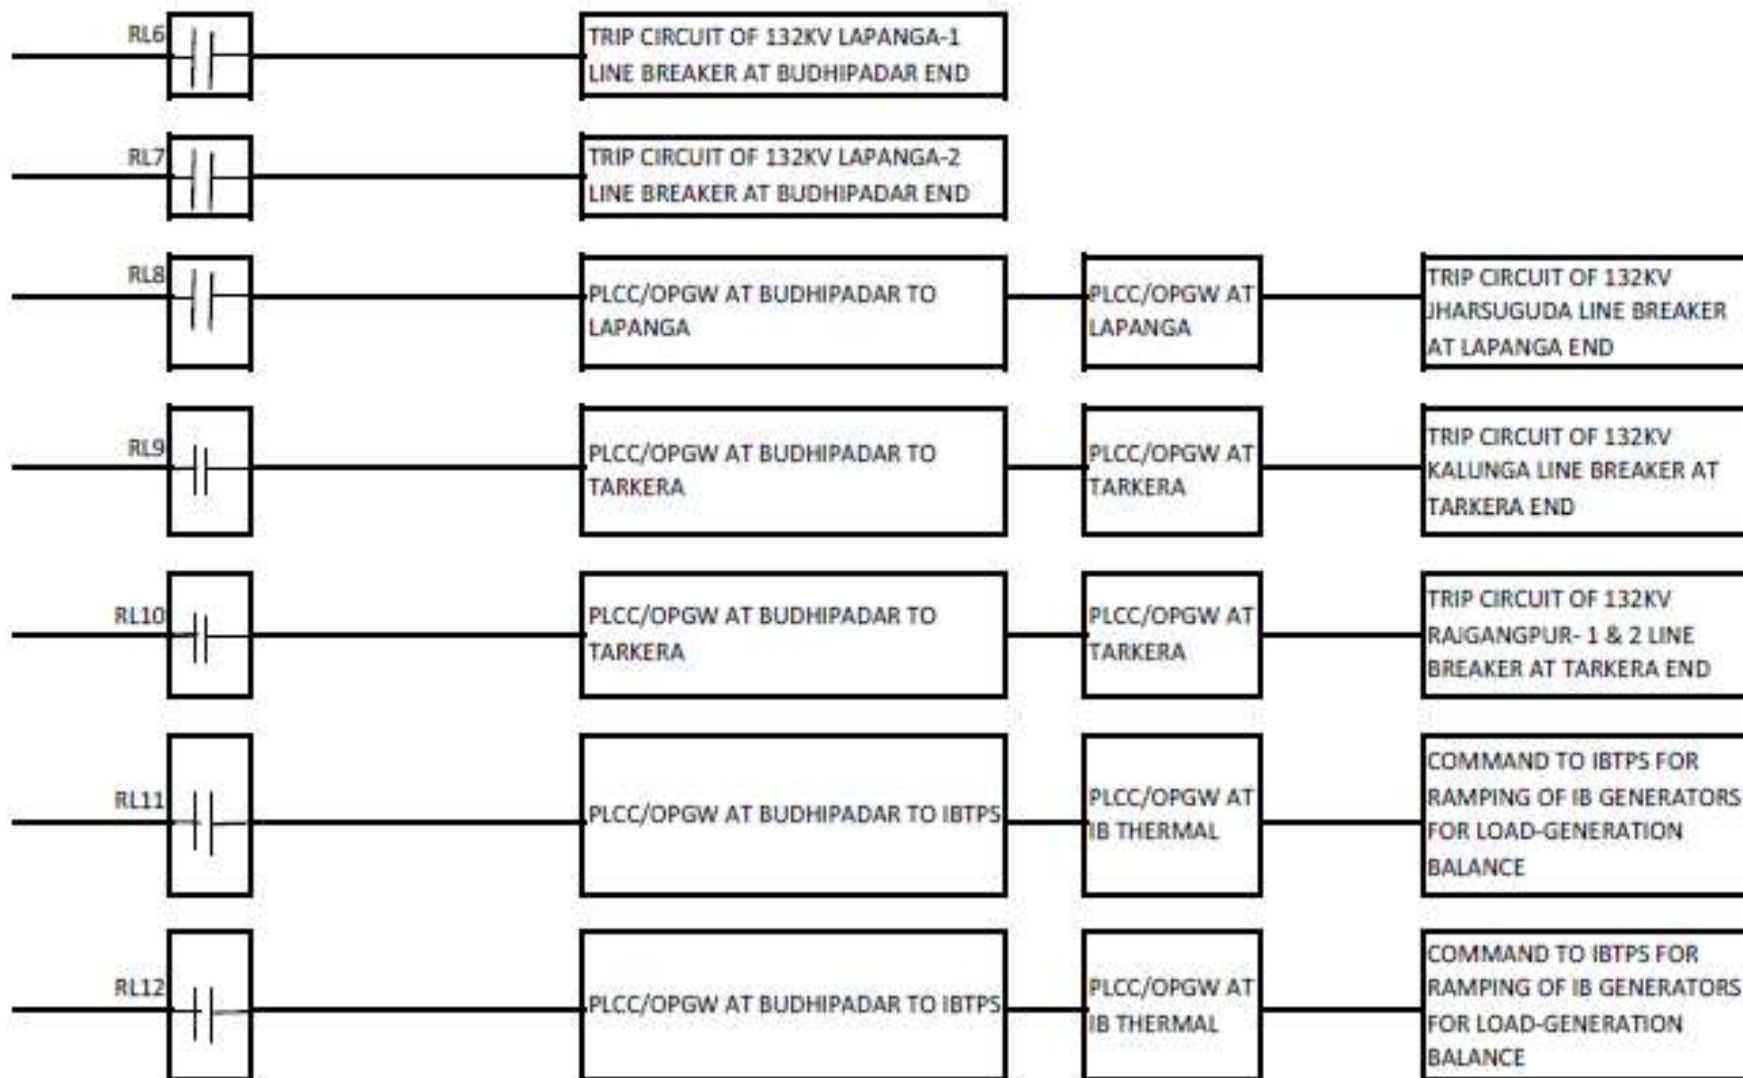 RL6
TRIP CIRCUIT OF 132KV LAPANGA-1
LINE BREAKER AT BUDHIPADAR END
RL7
TRIP CIRCUIT OF 132KV LAPANGA-2
LINE BREAKER AT BUDHIPADAR END
RL8
PLCC/OPGW AT BUDHIPADAR TO
LAPANGA
PLCC/OPGW AT
LAPANGA
TRIP CIRCUIT OF 132KV
JHARSUGUDA LINE BREAKER
AT LAPANGA END
RL9
PLCC/OPGW AT BUDHIPADAR TO
TARKERA
PLCC/OPGW AT
TARKERA
TRIP CIRCUIT OF 132KV
KALUNGA LINE BREAKER AT
TARKERA END
RL10
PLCC/OPGW AT BUDHIPADAR TO
TARKERA
PLCC/OPGW AT
TARKERA
TRIP CIRCUIT OF 132KV
RAJGANGPUR- 1 & 2 LINE
BREAKER AT TARKERA END
RL11
PLCC/OPGW AT BUDHIPADAR TO IBTPS
PLCC/OPGW AT
IB THERMAL
COMMAND TO IBTPS FOR
RAMPING OF IB GENERATORS
FOR LOAD-GENERATION
BALANCE
RL12
PLCC/OPGW AT BUDHIPADAR TO IBTPS
PLCC/OPGW AT
IB THERMAL
COMMAND TO IBTPS FOR
RAMPING OF IB GENERATORS
FOR LOAD-GENERATION
BALANCE